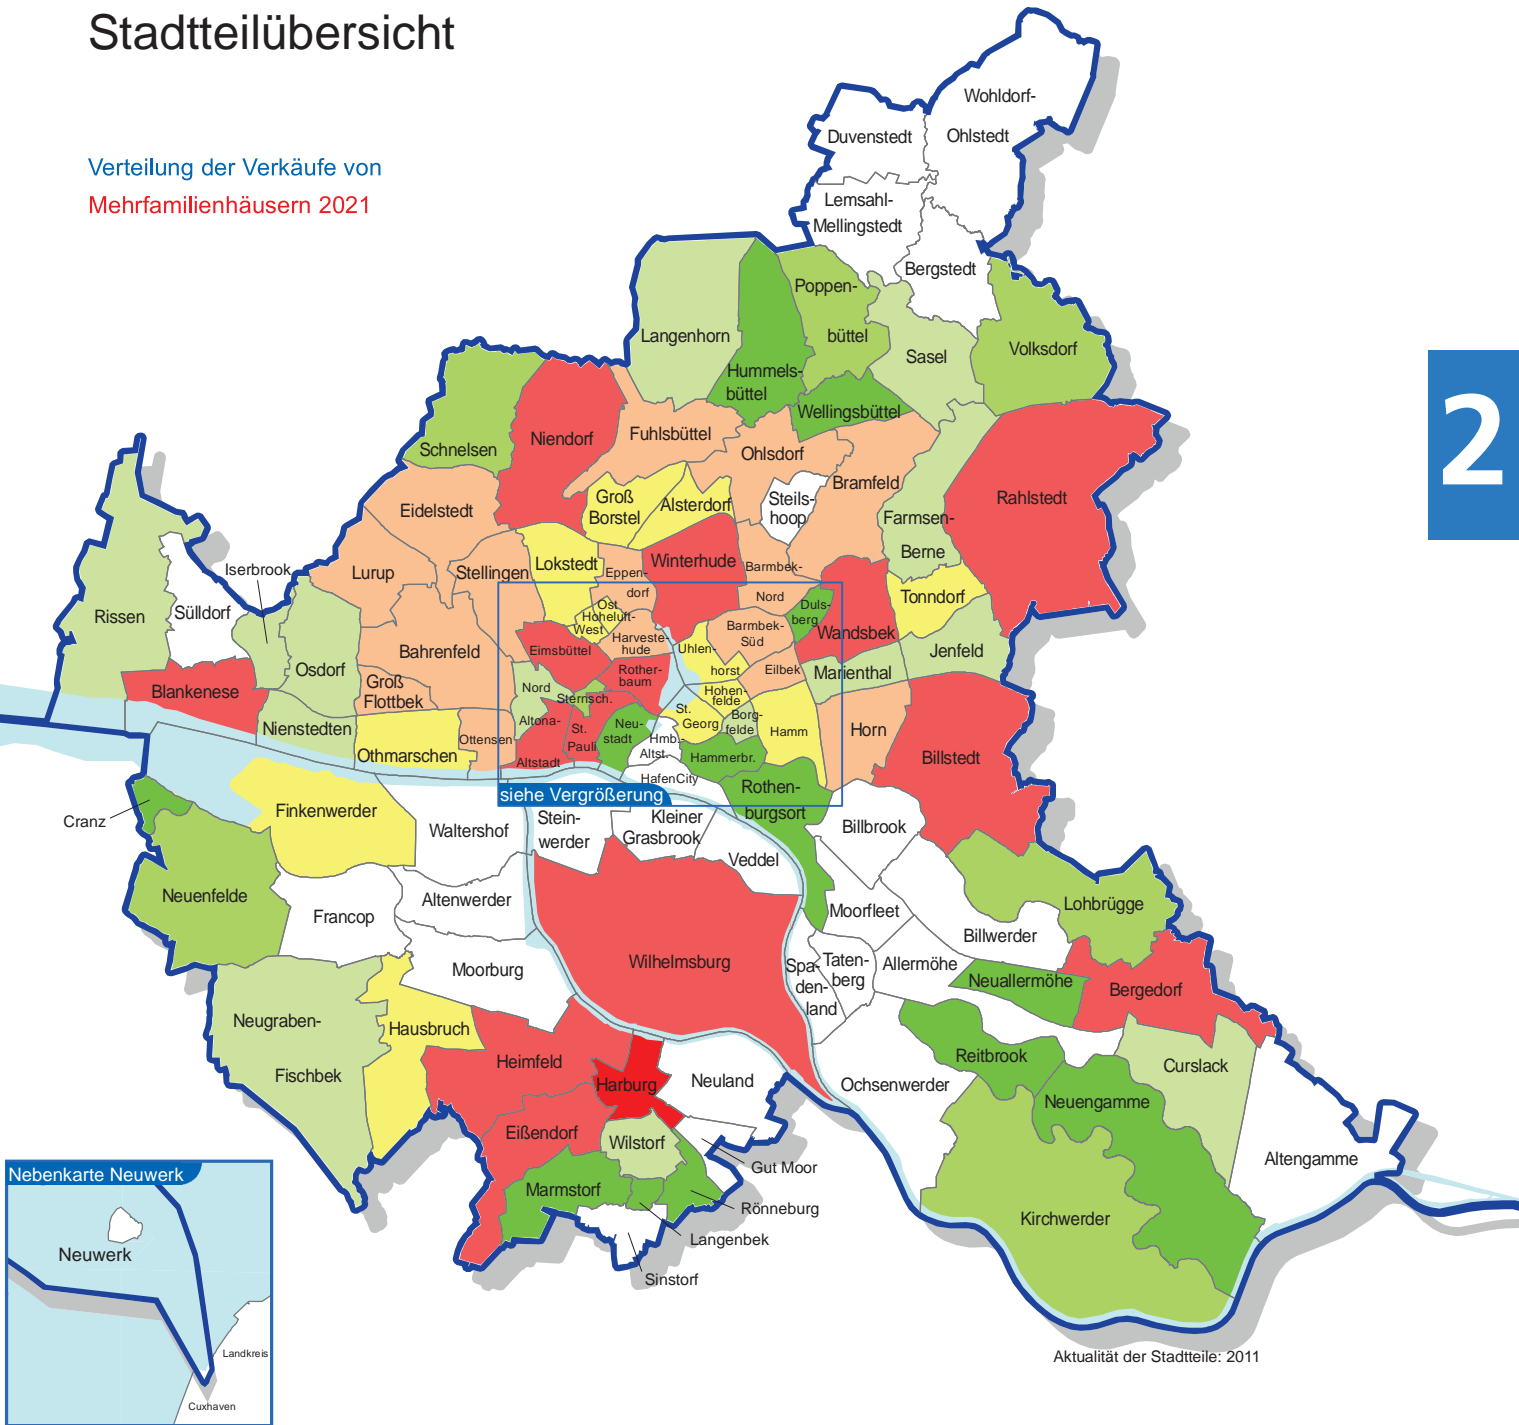 Stadtteilübersicht
Verteilung der Verkäufe von
Mehrfamilienhäusern 2021
2
Wohldorf-
Ohlstedt
Duvenstedt
Lemsahl-
Mellingstedt
Bergstedt
Poppen-
büttel
Langenhorn
Hummels-
büttel
Sasel
Volksdorf
Wellingsbüttel
Schnelsen
Niendorf
Fuhlsbüttel
Ohlsdorf
Bramfeld
Rahlstedt
Eidelstedt
Groß
Borstel
Alsterdorf
Steils-
hoop
Farmsen-
Berne
Lurup
Stellingen
Lokstedt
Eppen-
dorf
Winterhude
Barmbek-
Nord
Iserbrook
Rissen
Sülldorf
Tonndorf
Duls-
berg
Wandsbek
Ost
Hoheluft-
West
Harveste-
hude
Barmbek-
Süd
Eimsbüttel
Uhlen-
horst
Jenfeld
Bahrenfeld
Osdorf
Groß
Flottbek
Rother-
baum
Eilbek
Marienthal
Blankenese
Nord
Altona-
Altstadt
Sternsch.
Hohen-
felde
Nienstedten
Othmarschen
Ottensen
St.
Pauli
Neu-
stadt
St.
Georg
Borg-
felde
Hamm
Horn
Hmb.-
Altst.
Hammerbr.
Billstedt
HafenCity
Rothen-
burgsort
siehe Vergrößerung
Cranz
Finkenwerder
Waltershof
Stein-
werder
Kleiner
Grasbrook
Billbrook
Veddel
Neuenfelde
Francop
Altenwerder
Moorfleet
Lohbrügge
Billwerder
Moorburg
Wilhelmsburg
Spa-
den-
land
Taten-
berg
Allermöhe
Neuallermöhe
Bergedorf
Neugraben-
Fischbek
Hausbruch
Heimfeld
Harburg
Neuland
Ochsenwerder
Reitbrook
Curslack
Neuengamme
Eißendorf
Wilstorf
Gut Moor
Altengamme
Marmstorf
Rönneburg
Langenbek
Sinstorf
Kirchwerder
Nebenkarte Neuwerk
Neuwerk
Landkreis
Cuxhaven
Aktualität der Stadtteile: 2011